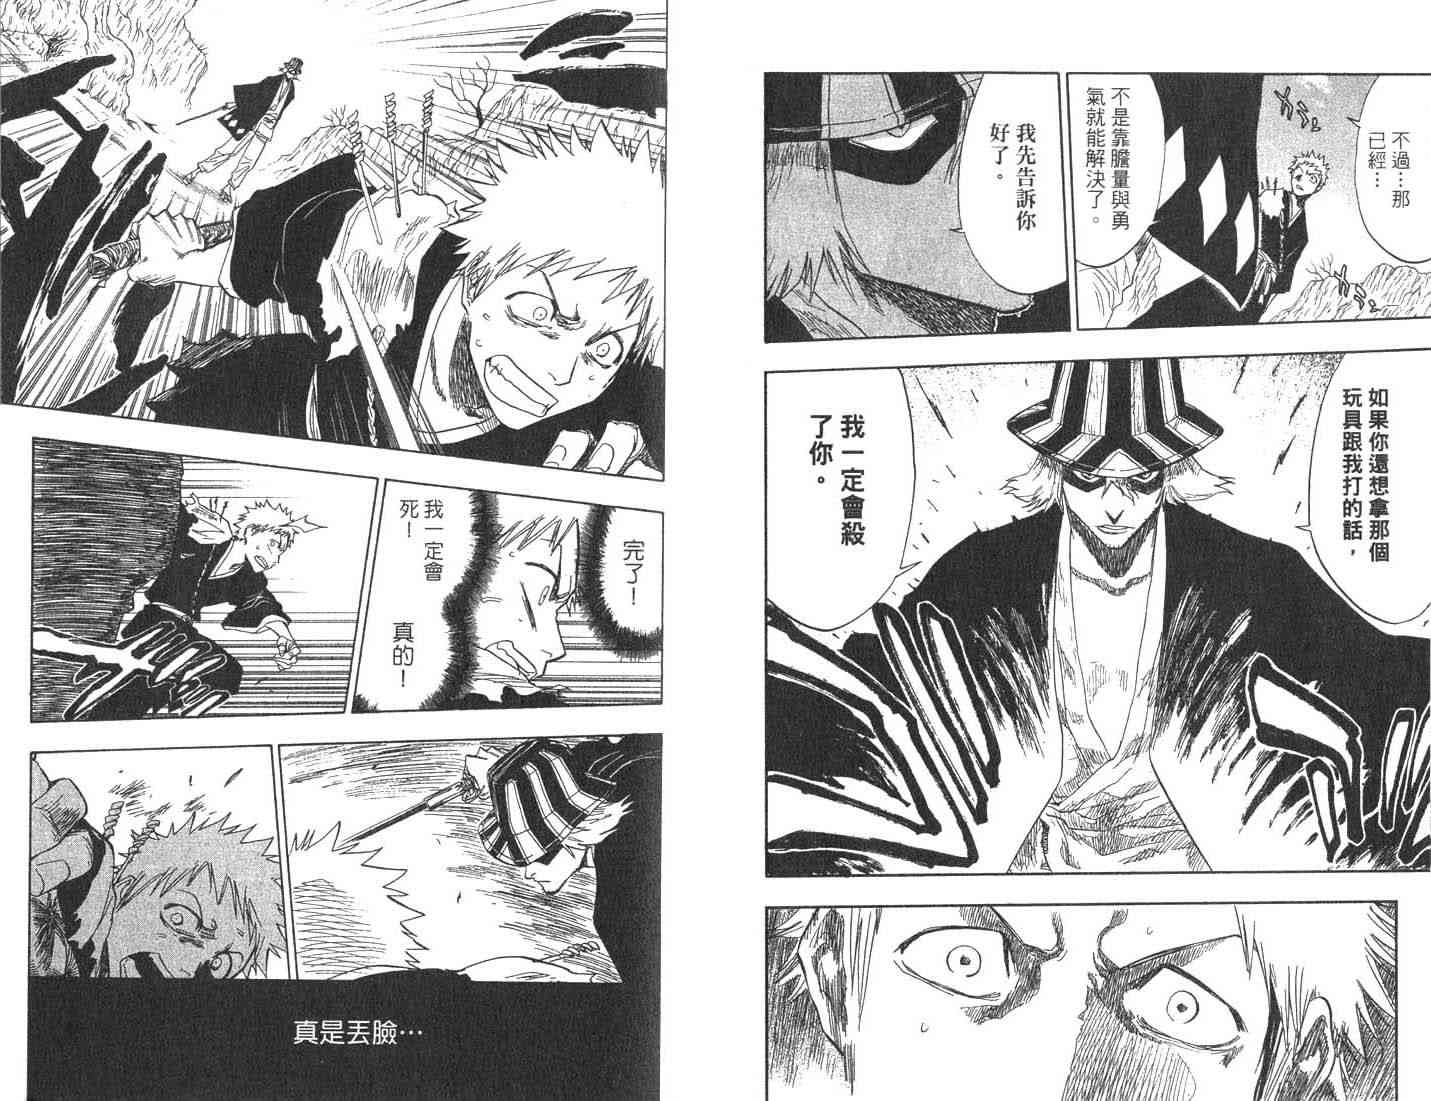 不過…那
已經…
不是靠膽量與勇
氣就能解決了。
我先告訴你
好了。
如果你還想拿那個
玩具跟我打的話，
我一定會殺
了你。
完了！
我一定會
死！
真的！
真是丟臉…